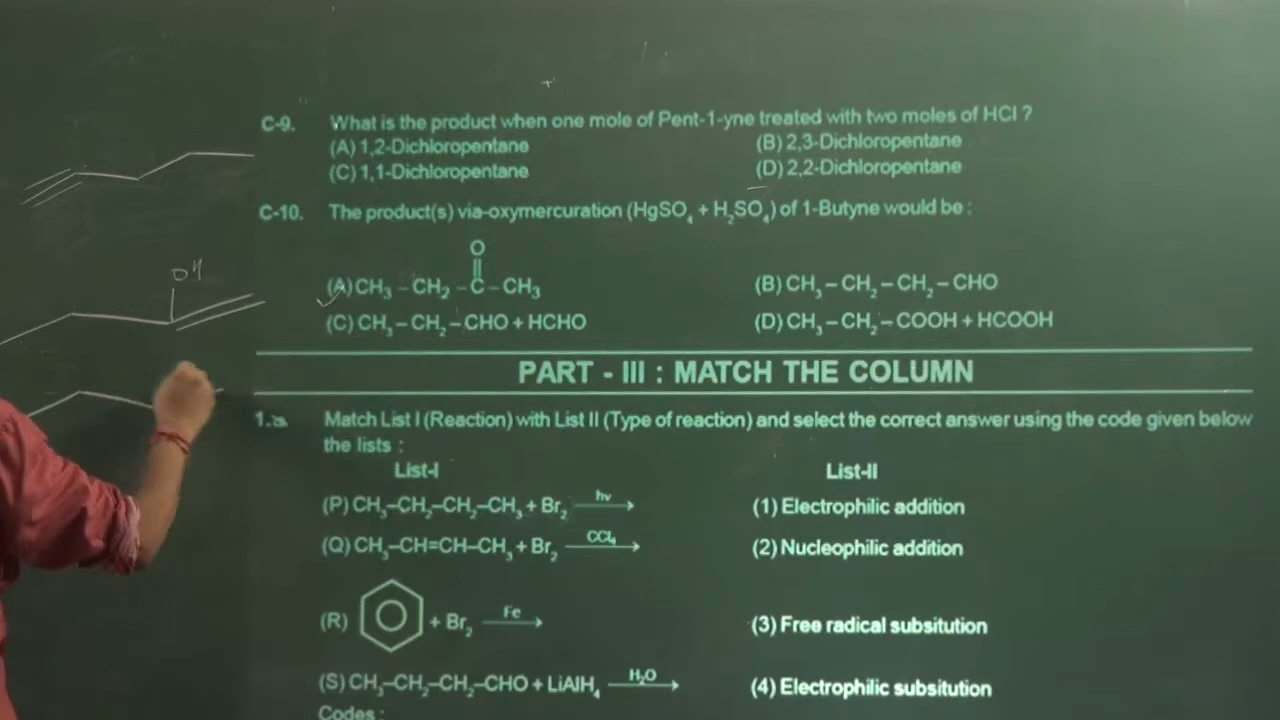 C-9. What is the product when one mole of Pent-1-yne treated with two moles of HCl ?
(A) 1,2-Dichloropentane (B) 2,3-Dichloropentane
(C) 1,1-Dichloropentane (D) 2,2-Dichloropentane
C-10. The product(s) via-oxymercuration (HgSO₄ + H₂SO₄) of 1-Butyne would be :
OH
O
||
(A) CH₃ – CH₂ – C – CH₃ (B) CH₃ – CH₂ – CH₂ – CHO
(C) CH₃ – CH₂ – CHO + HCHO (D) CH₃ – CH₂ – COOH + HCOOH
PART - III : MATCH THE COLUMN
1. Match List I (Reaction) with List II (Type of reaction) and select the correct answer using the code given below
the lists :
List-I List-II
(P) CH₃–CH₂–CH₂–CH₃ + Br₂ hv → (1) Electrophilic addition
(Q) CH₃–CH=CH–CH₃ + Br₂ CCl₄ → (2) Nucleophilic addition
(R) + Br₂ Fe → (3) Free radical subsitution
(S) CH₃–CH₂–CH₂–CHO + LiAlH₄ H₂O → (4) Electrophilic subsitution
Codes :